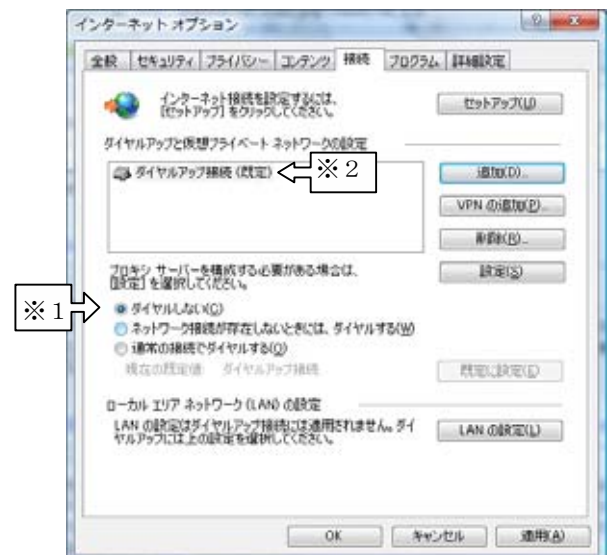 インターネット オプション
全般 セキュリティ プライバシー コンテンツ 接続 プログラム 詳細設定
インターネット接続を設定するには、
[セットアップ] をクリックしてください。
セットアップ(U)
ダイヤルアップと仮想プライベート ネットワークの設定
ダイヤルアップ接続 (既定)
※2
追加(D)...
VPN の追加(P)...
削除(R)...
プロキシ サーバーを構成する必要がある場合は、
[設定] を選択してください。
設定(S)
※1
ダイヤルしない(C)
ネットワーク接続が存在しないときには、ダイヤルする(W)
通常の接続でダイヤルする(O)
現在の既定値 ダイヤルアップ接続
既定に設定(E)
ローカル エリア ネットワーク (LAN) の設定
LAN の設定はダイヤルアップ接続には適用されません。ダイ
ヤルアップには上の設定を選択してください。
LAN の設定(L)
OK キャンセル 適用(A)